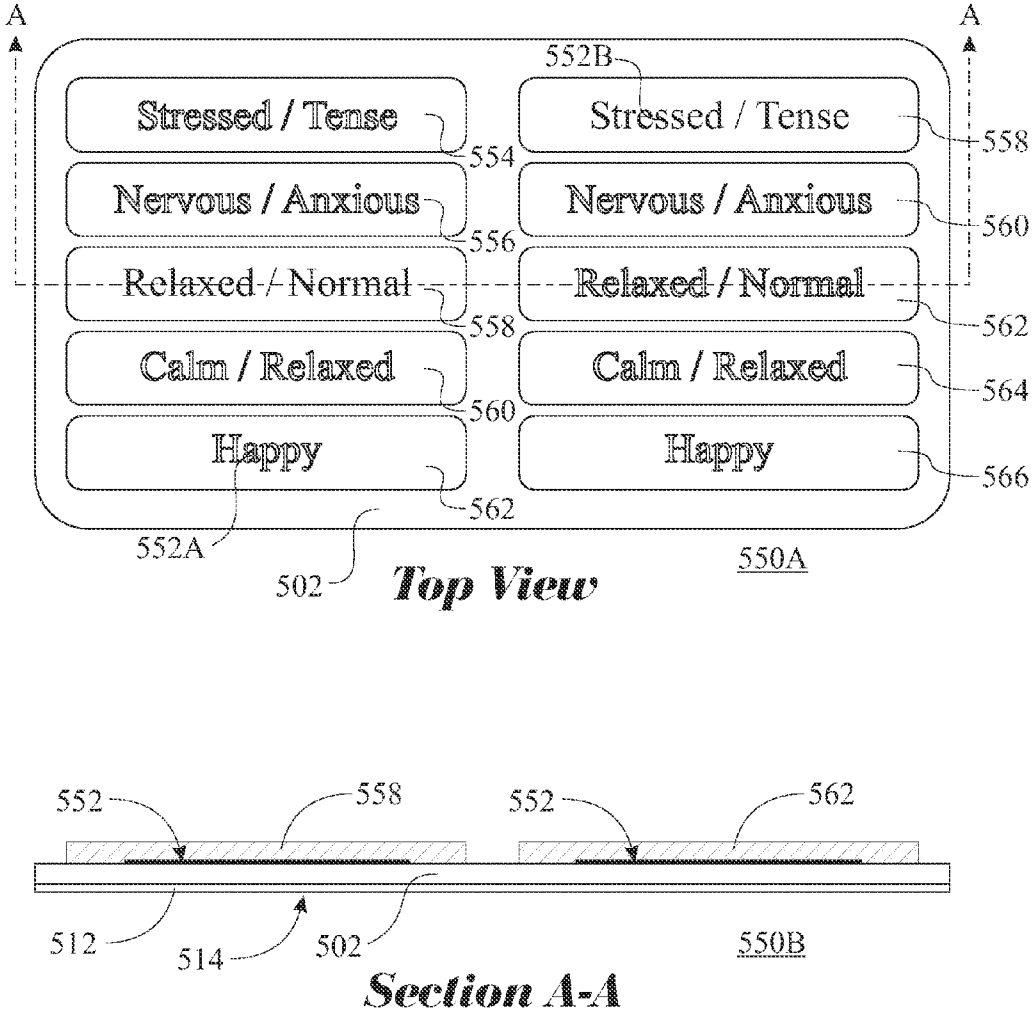 A A
552B
Stressed / Tense Stressed / Tense
554 558
Nervous / Anxious Nervous / Anxious
556 560
Relaxed / Normal Relaxed / Normal
558 562
Calm / Relaxed Calm / Relaxed
560 564
Happy Happy
562 566
552A 550A
502 Top View
552 558 552 562
512 514 502 550B
Section A-A